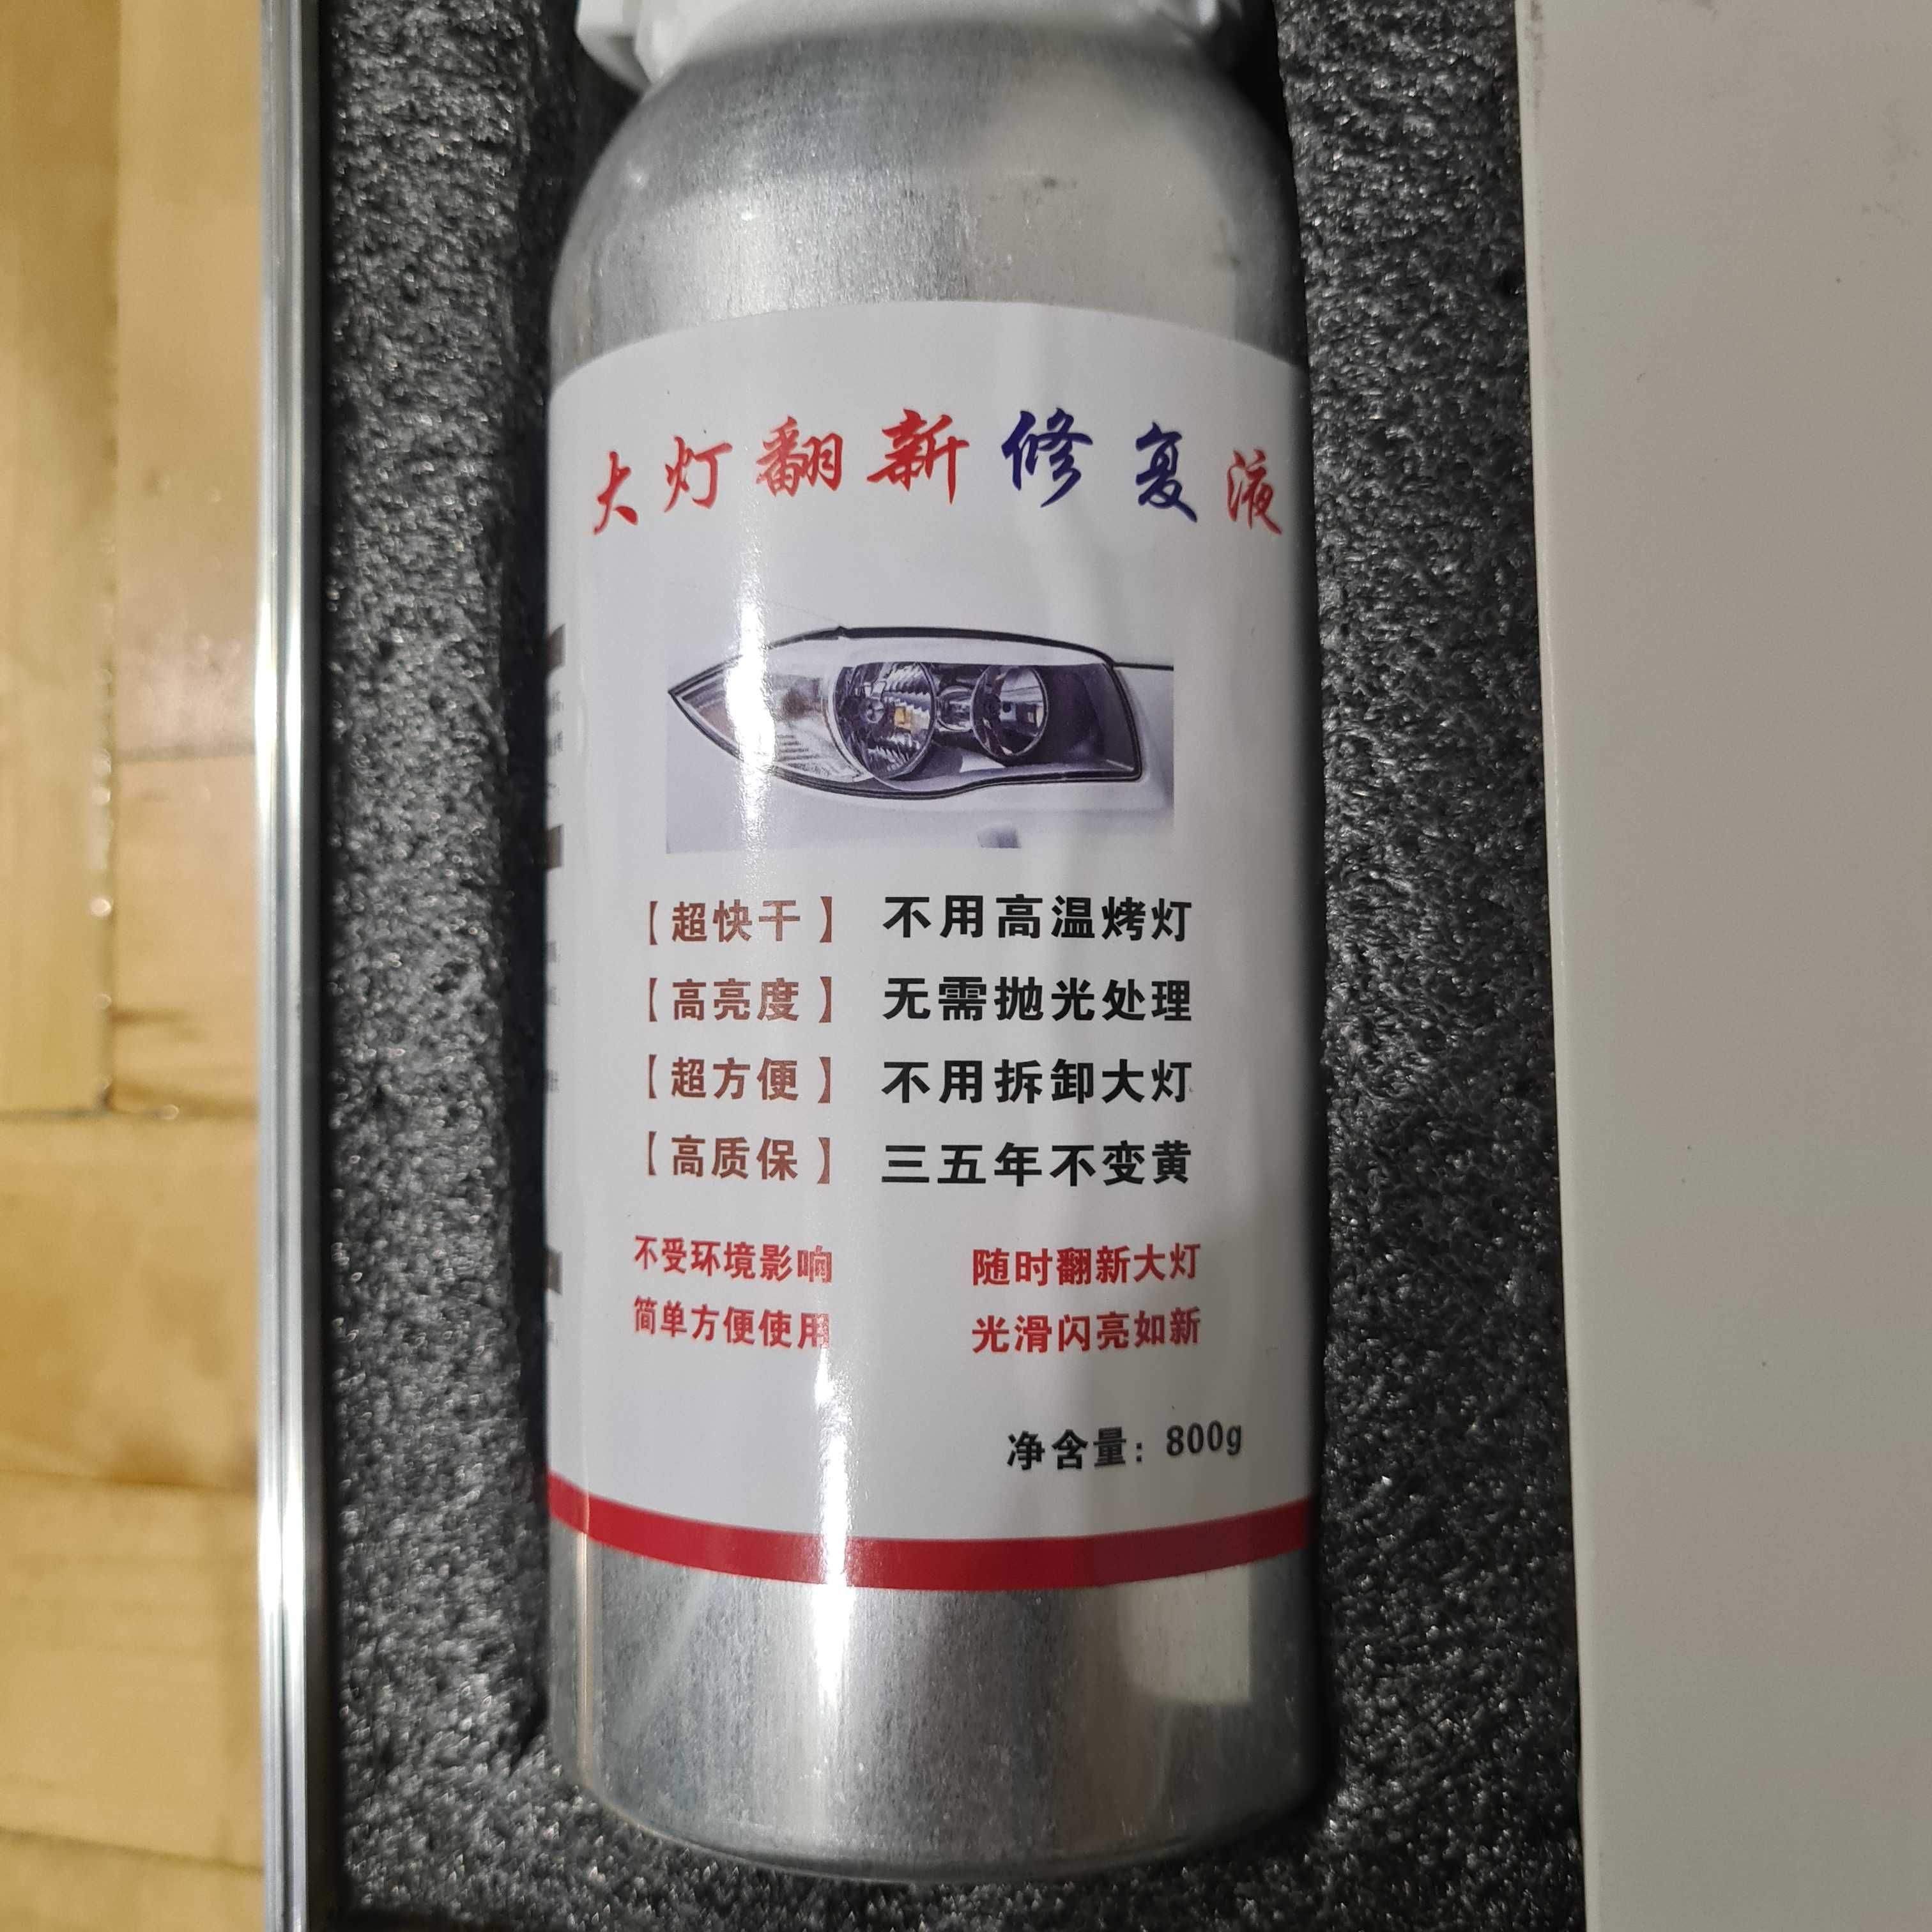 大灯翻新修复液
【超快干】 不用高温烤灯
【高亮度】 无需抛光处理
【超方便】 不用拆卸大灯
【高质保】 三五年不变黄
不受环境影响 随时翻新大灯
简单方便使用 光滑闪亮如新
净含量：800g